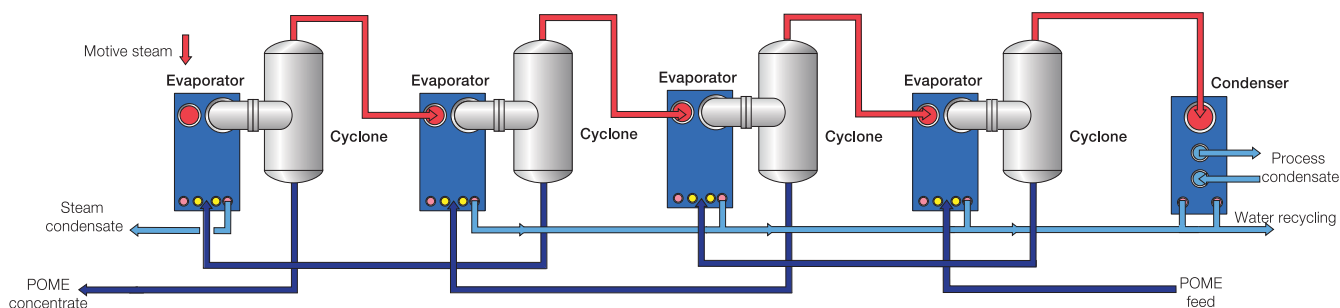 Motive steam
Evaporator
Cyclone
Evaporator
Cyclone
Evaporator
Cyclone
Evaporator
Cyclone
Condenser
Process
condensate
Steam
condensate
Water recycling
POME
concentrate
POME
feed